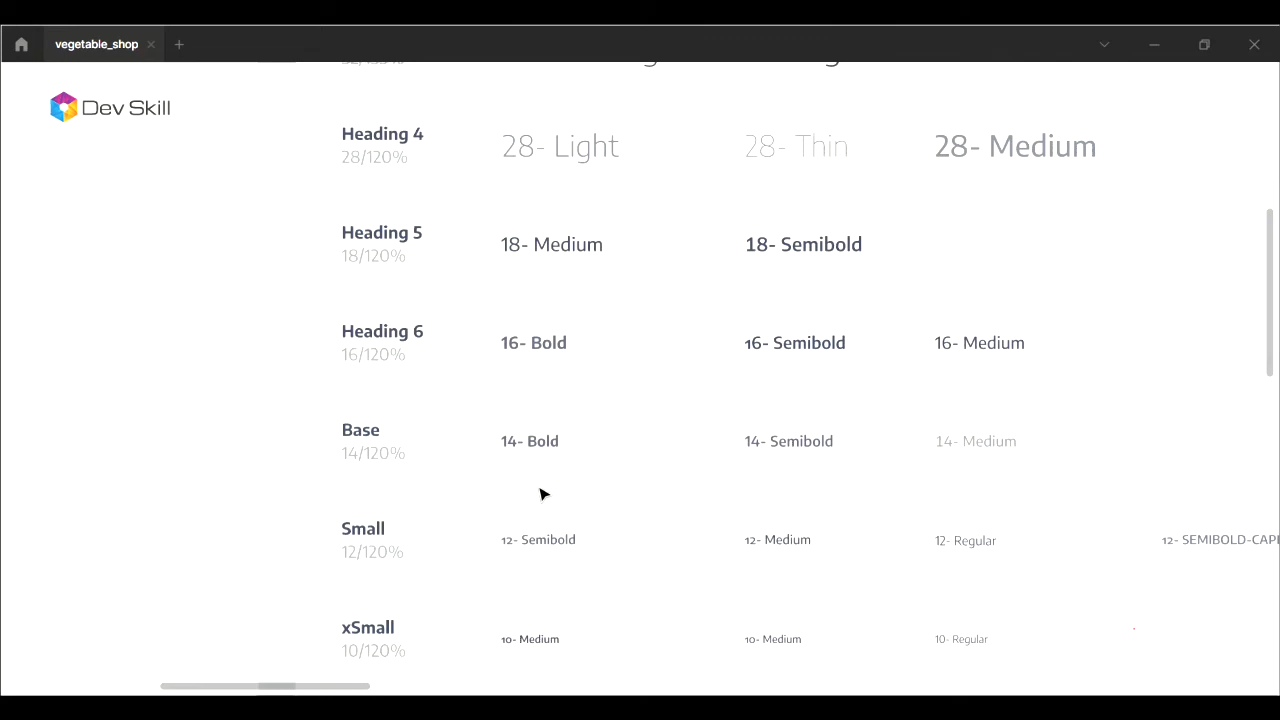 vegetable_shop
Dev Skill
Heading 4
28/120%
28- Light
28- Thin
28- Medium
Heading 5
18/120%
18- Medium
18- Semibold
Heading 6
16/120%
16- Bold
16- Semibold
16- Medium
Base
14/120%
14- Bold
14- Semibold
14- Medium
Small
12/120%
12- Semibold
12- Medium
12- Regular
12- SEMIBOLD-CAPI
xSmall
10/120%
10- Medium
10- Medium
10- Regular